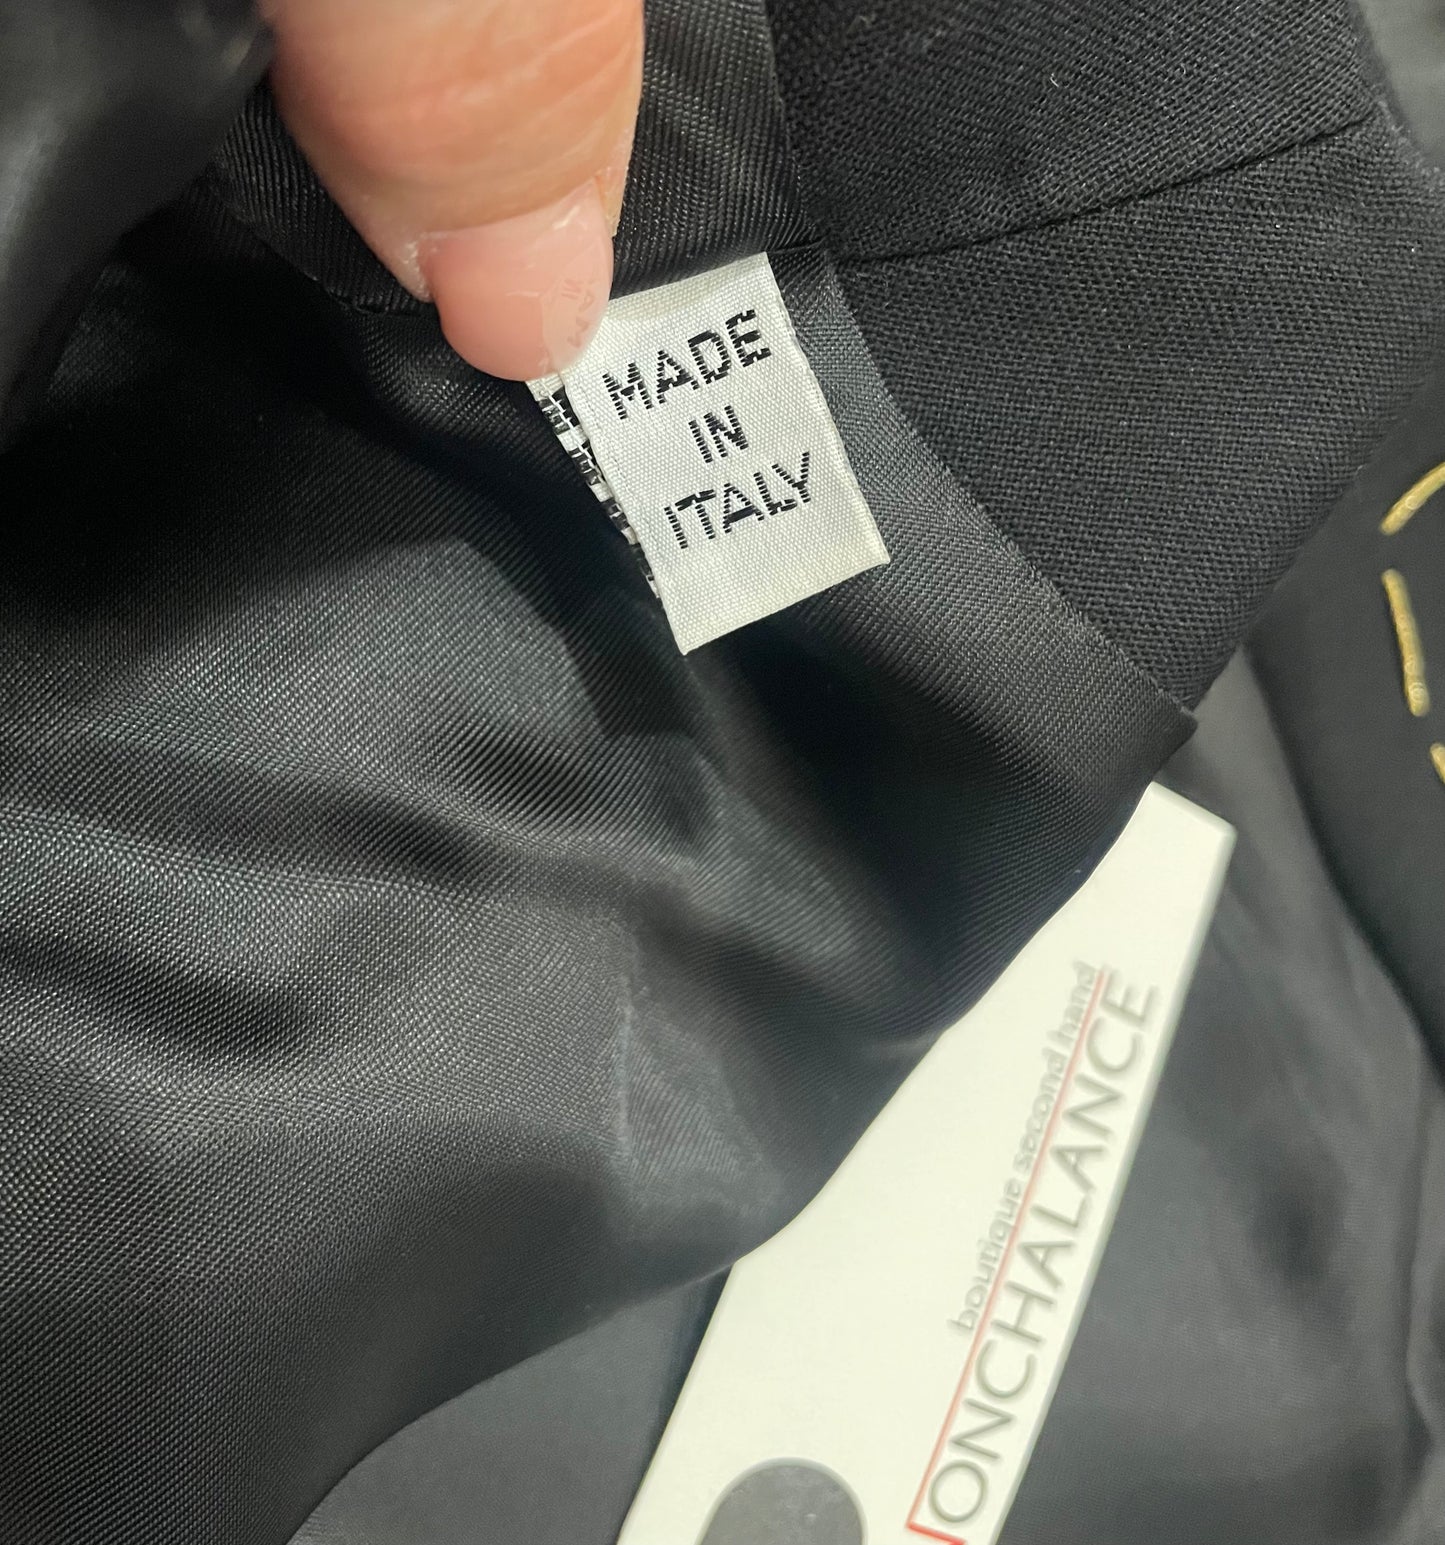 MADE
IN
ITALY
boutique second hand
ONCHALANCE